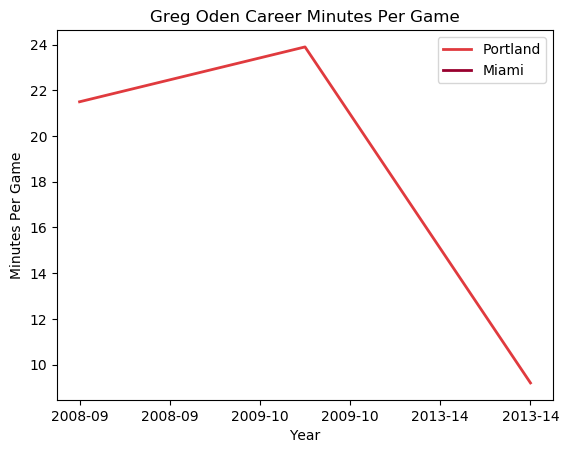 Greg Oden Career Minutes Per Game
Portland
Miami
24
22
20
18
16
14
12
10
Minutes Per Game
2008-09 2008-09 2009-10 2009-10 2013-14 2013-14
Year